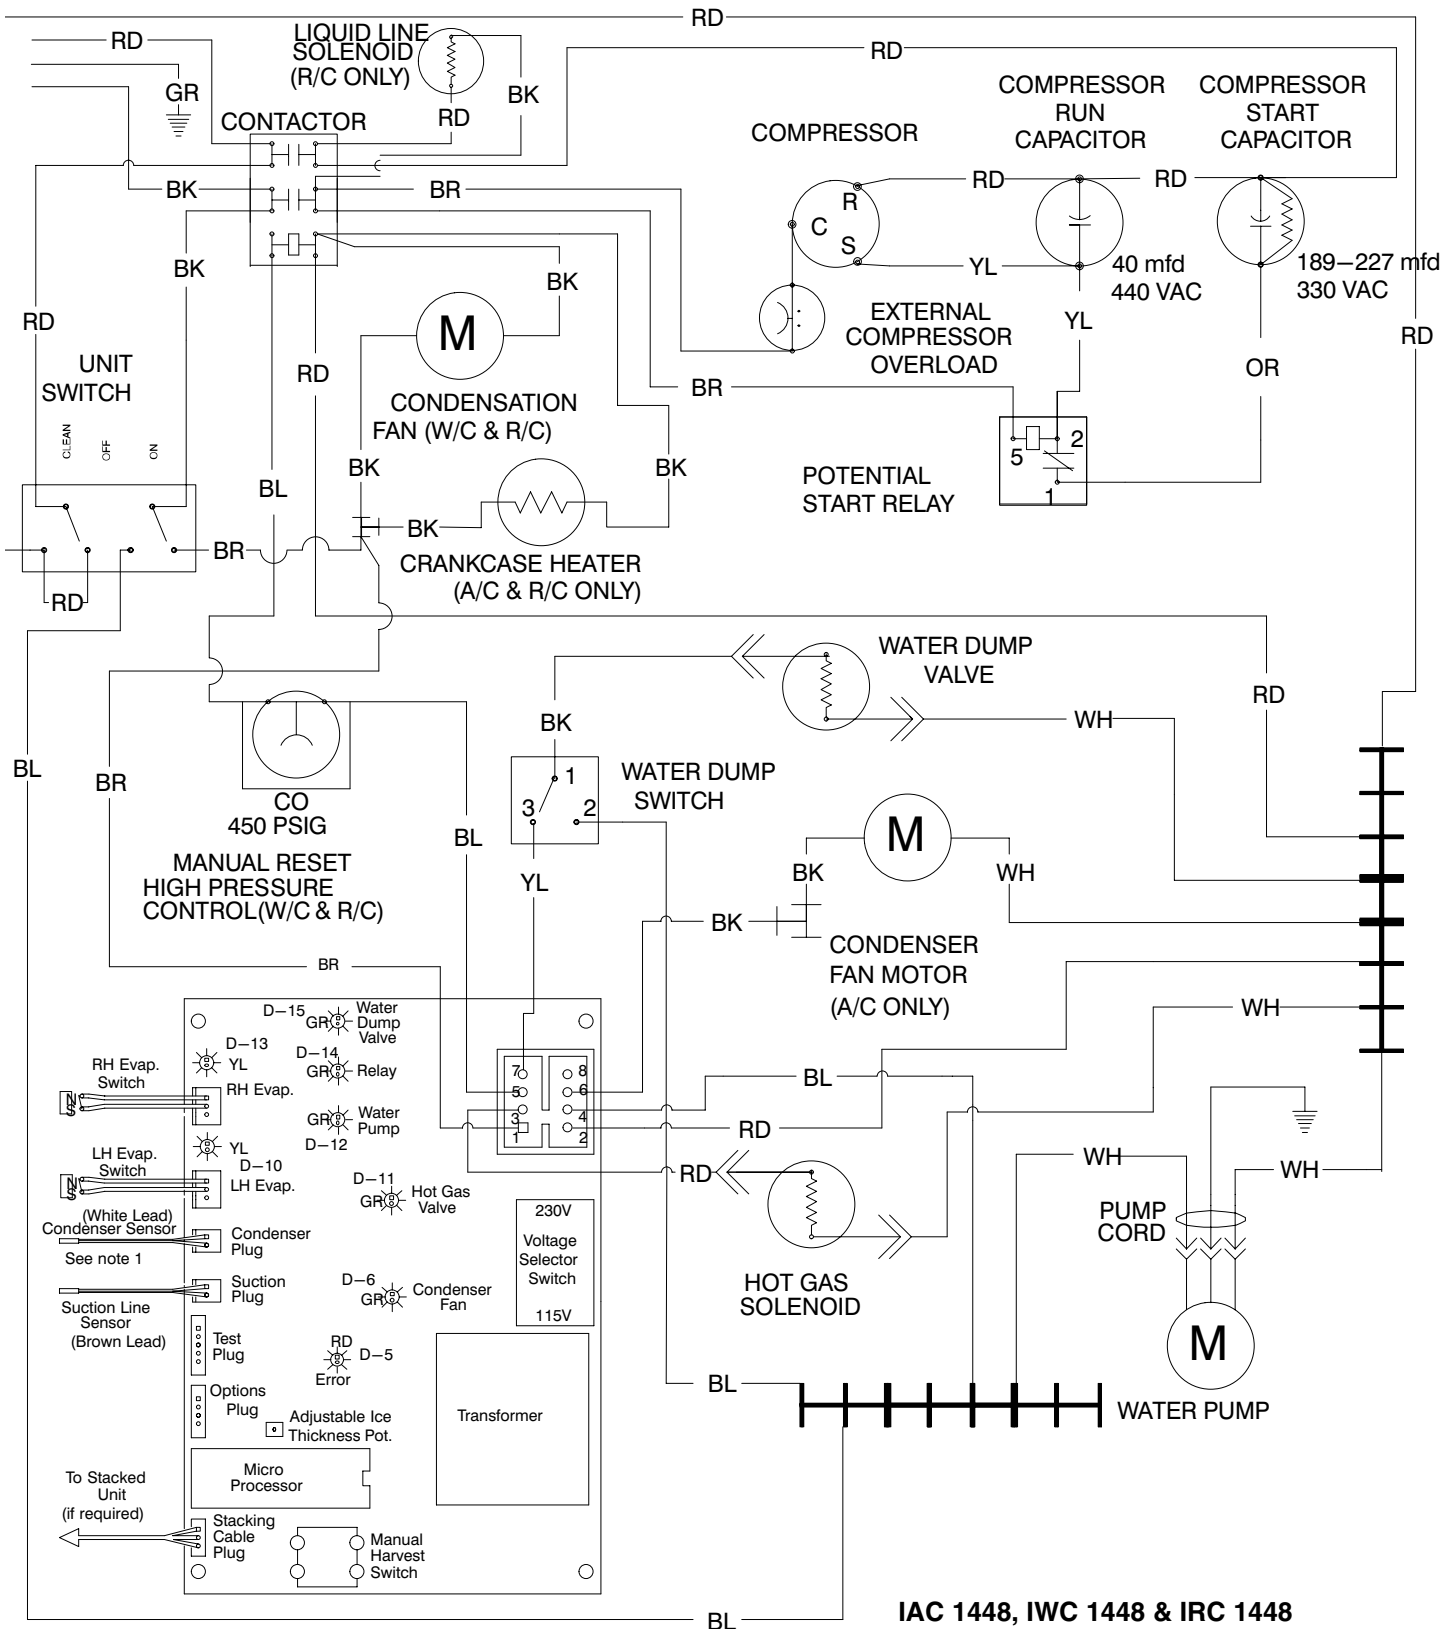 RD
RD
LIQUID LINE
SOLENOID
(R/C ONLY)
RD
GR
BK
RD
CONTACTOR
COMPRESSOR
COMPRESSOR
RUN
CAPACITOR
COMPRESSOR
START
CAPACITOR
BK
BR
RD
RD
R
C
S
BK
BK
YL
40 mfd
440 VAC
189–227 mfd
330 VAC
RD
M
EXTERNAL
COMPRESSOR
OVERLOAD
YL
RD
UNIT
SWITCH
RD
OR
CLEAN
OFF
ON
CONDENSATION
FAN (W/C & R/C)
BR
BK
BK
BL
5
2
1
POTENTIAL
START RELAY
BR
BK
CRANKCASE HEATER
(A/C & R/C ONLY)
RD
WATER DUMP
VALVE
RD
BK
WH
BL
BR
1
3
2
WATER DUMP
SWITCH
CO
450 PSIG
BL
M
MANUAL RESET
HIGH PRESSURE
CONTROL(W/C & R/C)
YL
BK
WH
BK
CONDENSER
FAN MOTOR
(A/C ONLY)
BR
WH
D–15
GR
Water
Dump
Valve
D–13
YL
D–14
GR
Relay
RH Evap.
Switch
N
S
RH Evap.
7
8
5
6
3
4
1
2
BL
GR
Water
Pump
D–12
RD
YL
LH Evap.
Switch
N
S
D–10
LH Evap.
D–11
GR
Hot Gas
Valve
RD
WH
WH
(White Lead)
Condenser Sensor
See note 1
Condenser
Plug
230V
Voltage
Selector
Switch
115V
PUMP
CORD
HOT GAS
SOLENOID
Suction
Plug
D–6
GR
Condenser
Fan
Suction Line
Sensor
(Brown Lead)
Test
Plug
RD
D–5
Error
M
Options
Plug
Adjustable Ice
Thickness Pot.
Transformer
BL
WATER PUMP
Micro
Processor
To Stacked
Unit
(if required)
Stacking
Cable
Plug
Manual
Harvest
Switch
BL
IAC 1448, IWC 1448 & IRC 1448